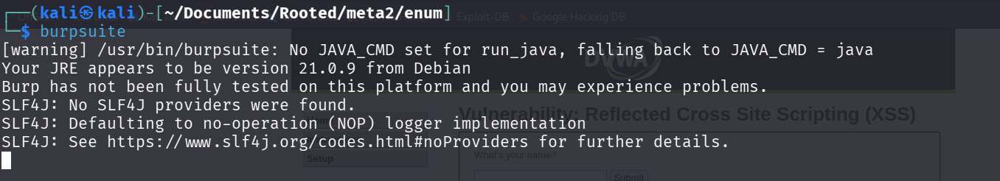 ┌──(kali㉿kali)-[~/Documents/Rooted/meta2/enum]
Exploit-DB Google Hacking DB
└─$ burpsuite
[warning] /usr/bin/burpsuite: No JAVA_CMD set for run_java, falling back to JAVA_CMD = java
DVWA
Your JRE appears to be version 21.0.9 from Debian
Burp has not been fully tested on this platform and you may experience problems.
SLF4J: No SLF4J providers were found.
Vulnerability: Reflected Cross Site Scripting (XSS)
SLF4J: Defaulting to no-operation (NOP) logger implementation
SLF4J: See https://www.slf4j.org/codes.html#noProviders for further details.
Setup
What's your name?
Submit